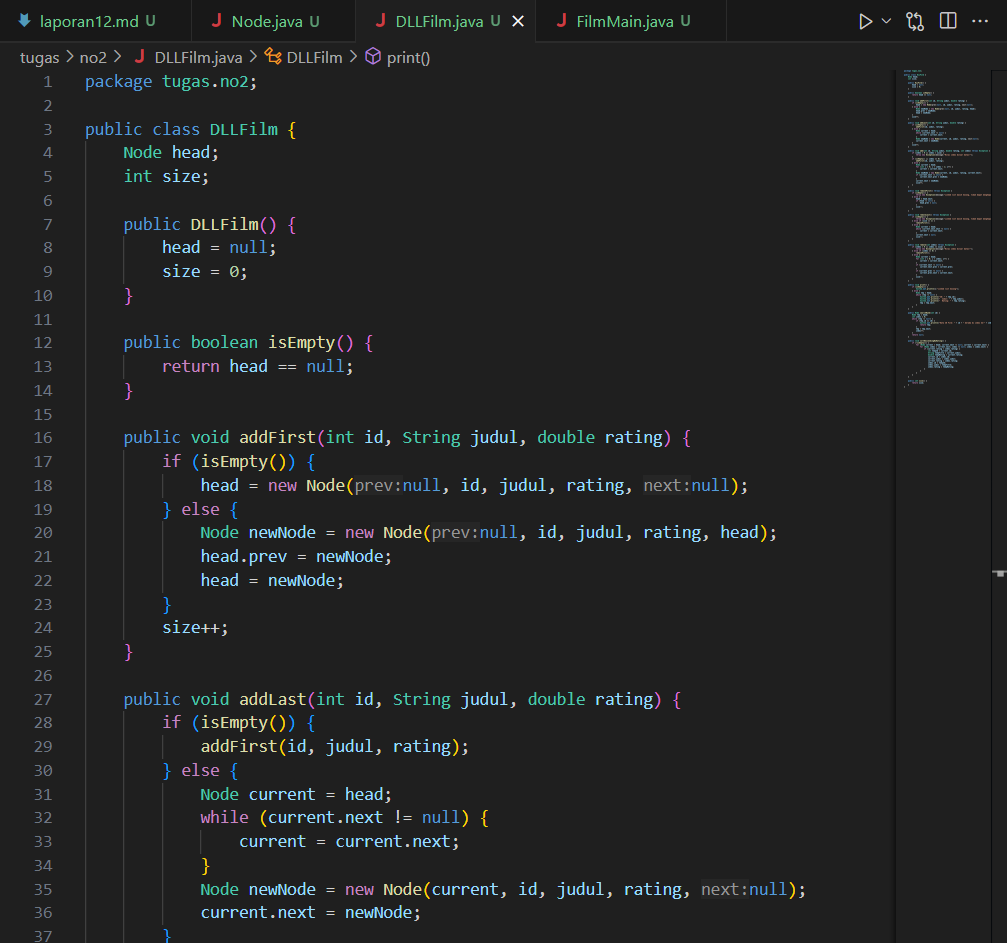 laporan12.md U
Node.java U
DLLFilm.java U
FilmMain.java U
tugas > no2 > DLLFilm.java > DLLFilm > print()
1 package tugas.no2;
2
3 public class DLLFilm {
4 Node head;
5 int size;
6
7 public DLLFilm() {
8 head = null;
9 size = 0;
10 }
11
12 public boolean isEmpty() {
13 return head == null;
14 }
15
16 public void addFirst(int id, String judul, double rating) {
17 if (isEmpty()) {
18 head = new Node(prev:null, id, judul, rating, next:null);
19 } else {
20 Node newNode = new Node(prev:null, id, judul, rating, head);
21 head.prev = newNode;
22 head = newNode;
23 }
24 size++;
25 }
26
27 public void addLast(int id, String judul, double rating) {
28 if (isEmpty()) {
29 addFirst(id, judul, rating);
30 } else {
31 Node current = head;
32 while (current.next != null) {
33 current = current.next;
34 }
35 Node newNode = new Node(current, id, judul, rating, next:null);
36 current.next = newNode;
37 }